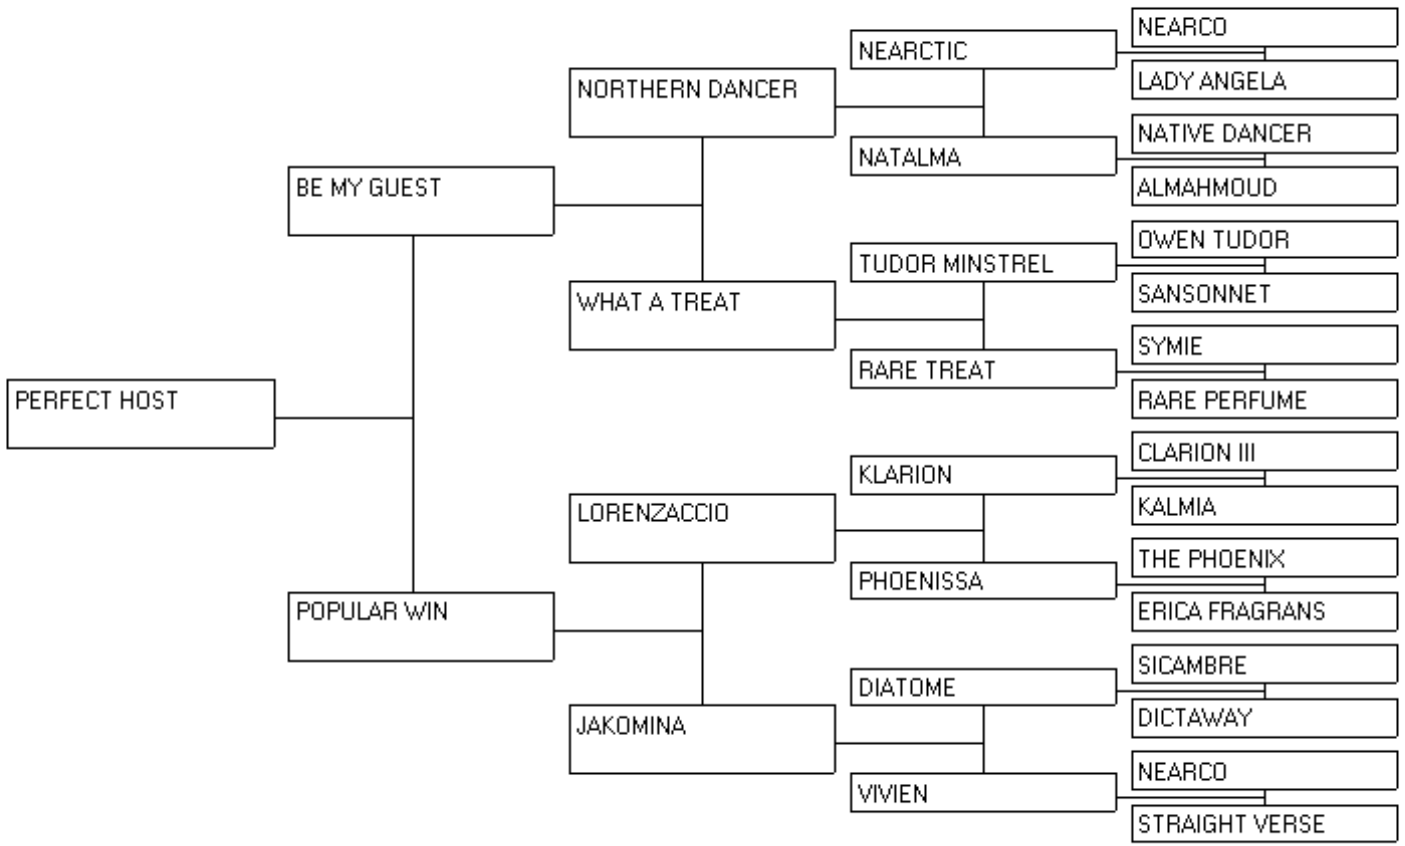 NEARCO
NEARCTIC
LADY ANGELA
NORTHERN DANCER
NATIVE DANCER
NATALMA
ALMAHMOUD
BE MY GUEST
OWEN TUDOR
TUDOR MINSTREL
SANSONNET
WHAT A TREAT
SYMIE
RARE TREAT
RARE PERFUME
PERFECT HOST
CLARION III
KLARION
KALMIA
LORENZACCIO
THE PHOENIX
PHOENISSA
ERICA FRAGRANS
POPULAR WIN
SICAMBRE
DIATOME
DICTAWAY
JAKOMINA
NEARCO
VIVIEN
STRAIGHT VERSE